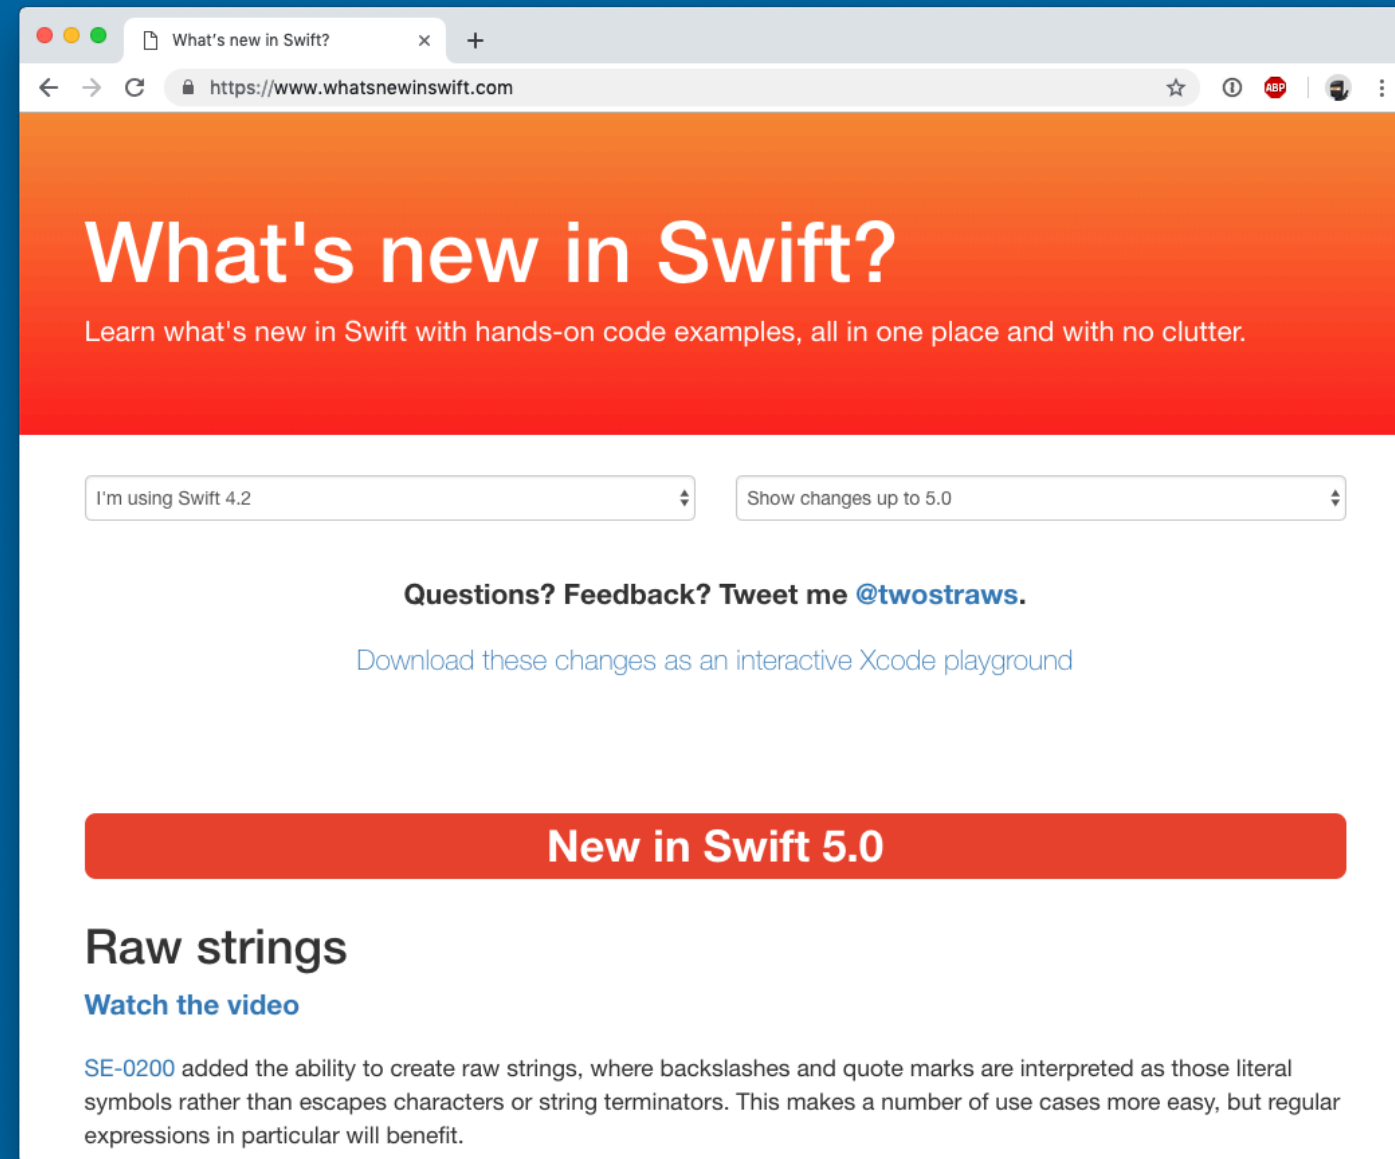 What's new in Swift?
https://www.whatsnewinswift.com
ABP
What's new in Swift?
Learn what's new in Swift with hands-on code examples, all in one place and with no clutter.
I'm using Swift 4.2
Show changes up to 5.0
Questions? Feedback? Tweet me @twostraws.
Download these changes as an interactive Xcode playground
New in Swift 5.0
Raw strings
Watch the video
SE-0200 added the ability to create raw strings, where backslashes and quote marks are interpreted as those literal
symbols rather than escapes characters or string terminators. This makes a number of use cases more easy, but regular
expressions in particular will benefit.